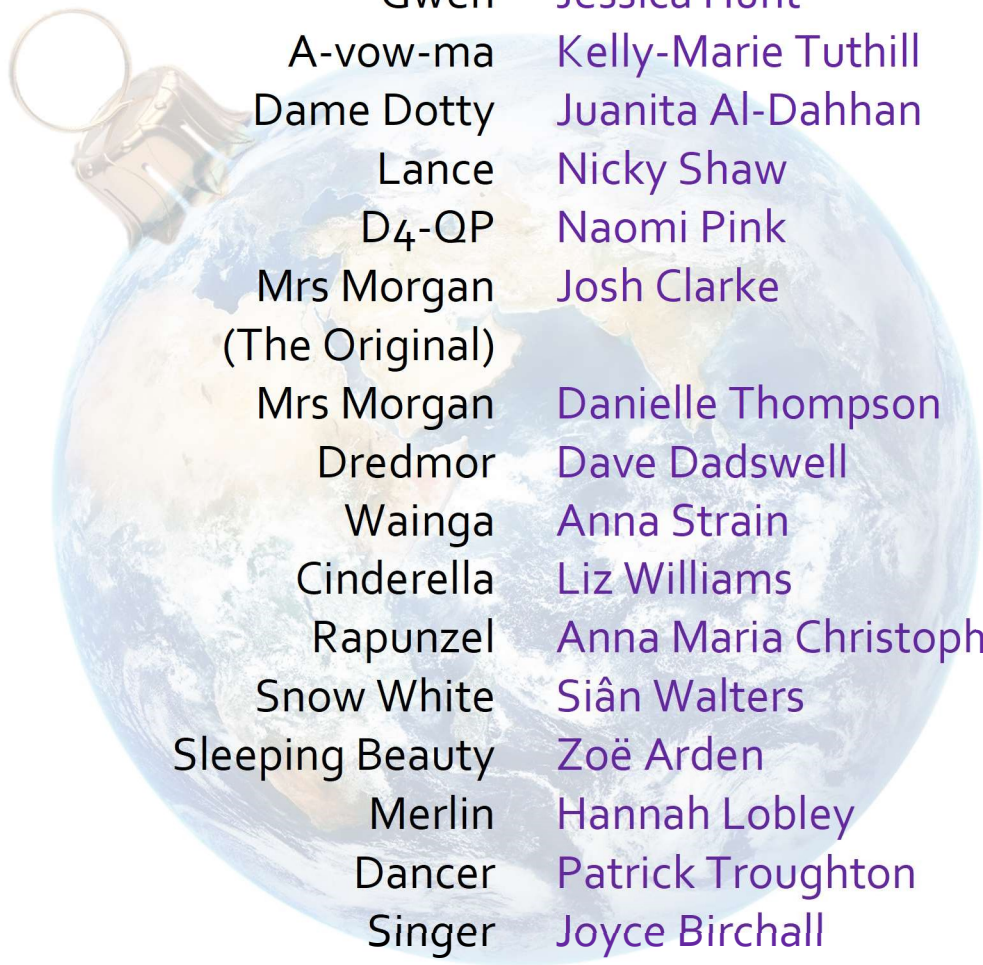 Gwen Jessica Hunt
A-vow-ma Kelly-Marie Tuthill
Dame Dotty Juanita Al-Dahhan
Lance Nicky Shaw
D4-QP Naomi Pink
Mrs Morgan Josh Clarke
(The Original)
Mrs Morgan Danielle Thompson
Dredmor Dave Dadswell
Wainga Anna Strain
Cinderella Liz Williams
Rapunzel Anna Maria Christoph
Snow White Siân Walters
Sleeping Beauty Zoë Arden
Merlin Hannah Lobley
Dancer Patrick Troughton
Singer Joyce Birchall